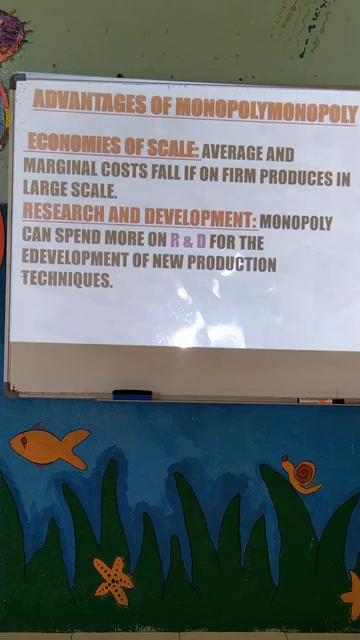 ADVANTAGES OF MONOPOLYMONOPOLY
ECONOMIES OF SCALE: AVERAGE AND
MARGINAL COSTS FALL IF ON FIRM PRODUCES IN
LARGE SCALE.
RESEARCH AND DEVELOPMENT: MONOPOLY
CAN SPEND MORE ON R & D FOR THE
EDEVELOPMENT OF NEW PRODUCTION
TECHNIQUES.